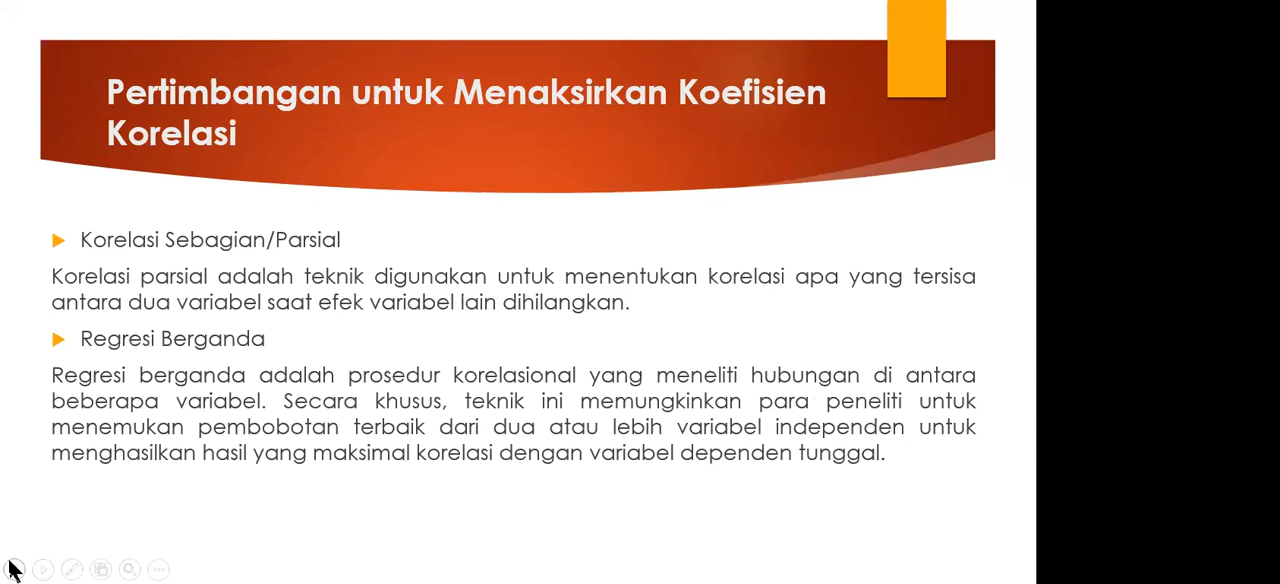 Pertimbangan untuk Menaksirkan Koefisien
Korelasi
Korelasi Sebagian/Parsial
Korelasi parsial adalah teknik digunakan untuk menentukan korelasi apa yang tersisa
antara dua variabel saat efek variabel lain dihilangkan.
Regresi Berganda
Regresi berganda adalah prosedur korelasional yang meneliti hubungan di antara
beberapa variabel. Secara khusus, teknik ini memungkinkan para peneliti untuk
menemukan pembobotan terbaik dari dua atau lebih variabel independen untuk
menghasilkan hasil yang maksimal korelasi dengan variabel dependen tunggal.